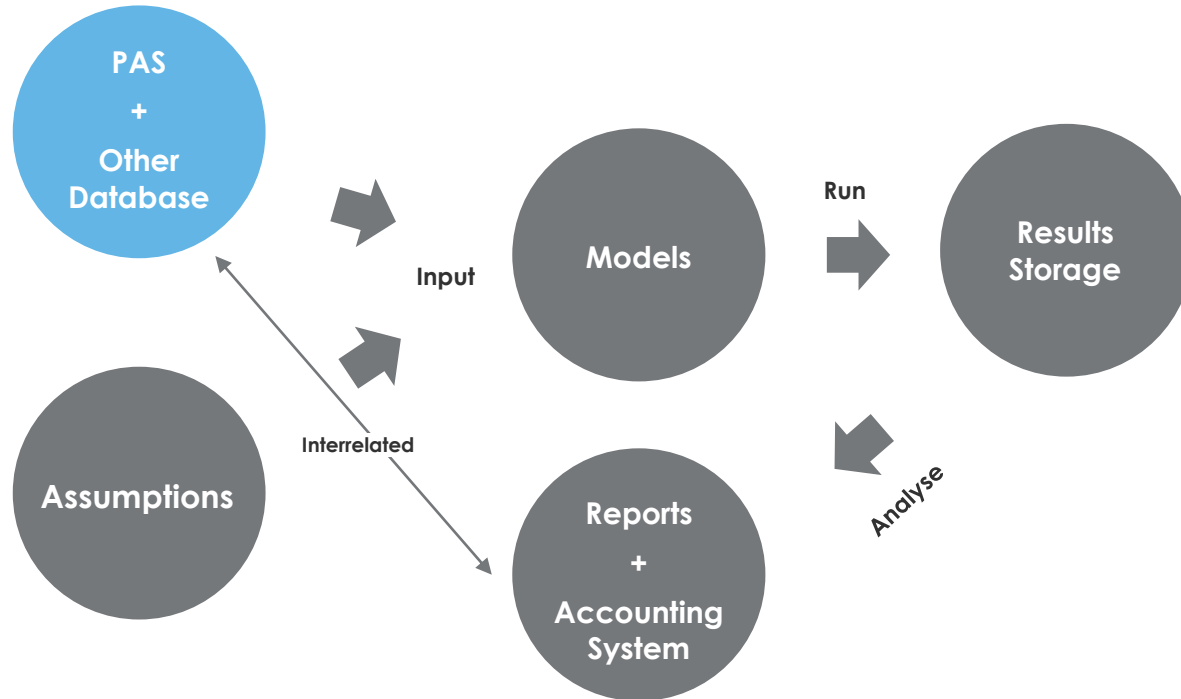 PAS
+
Other
Database
Input
Models
Run
Results
Storage
Assumptions
Interrelated
Reports
+
Accounting
System
Analyse